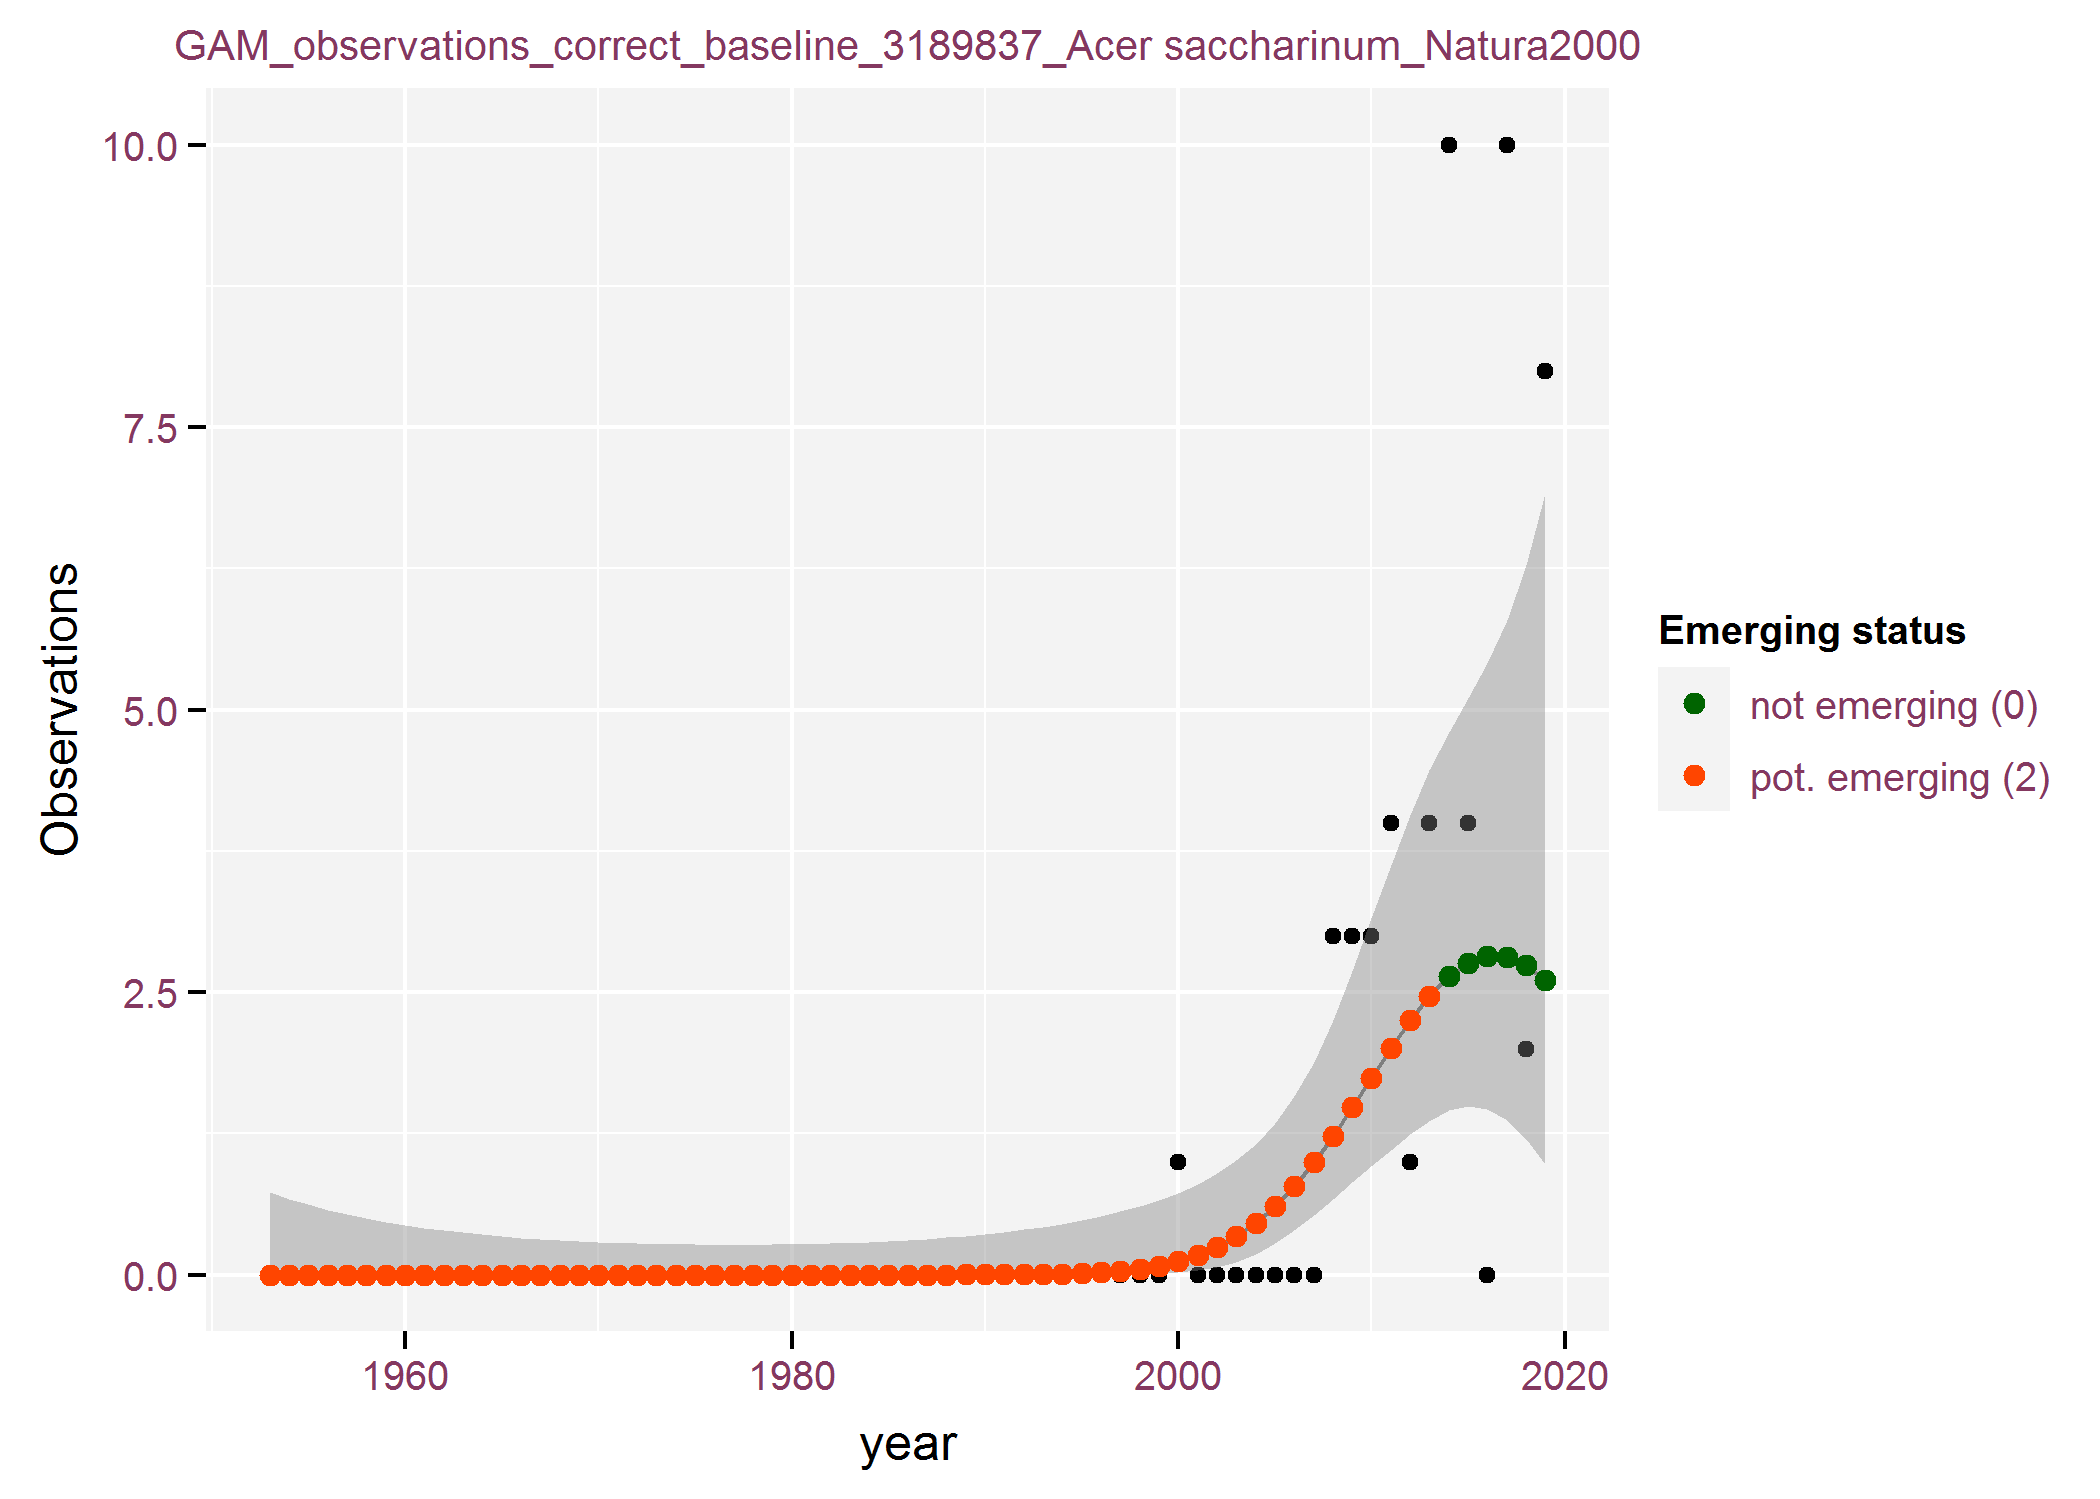 GAM_observations_correct_baseline_3189837_Acer saccharinum_Natura2000
10.0
7.5
5.0
2.5
0.0
Observations
1960
1980
2000
2020
year
Emerging status
not emerging (0)
pot. emerging (2)